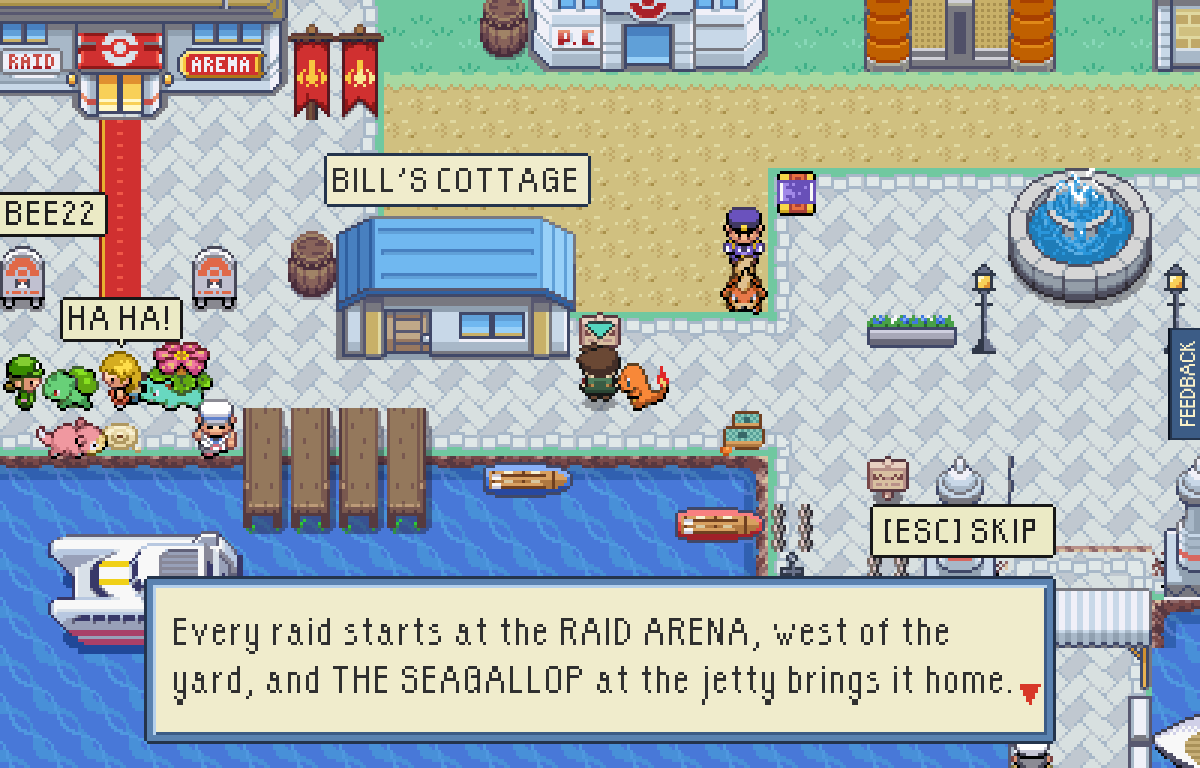 P.C
RAID
ARENA!
BILL'S COTTAGE
BEE22
HA HA!
FEEDBACK
[ESC] SKIP
Every raid starts at the RAID ARENA, west of the
yard, and THE SEAGALLOP at the jetty brings it home.